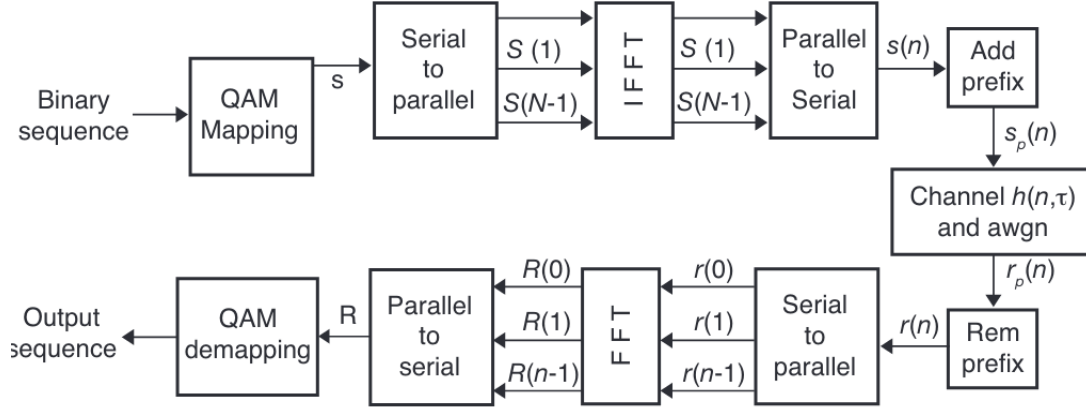 Binary
sequence
QAM
Mapping
s
Serial
to
parallel
S (1)
S(N-1)
IFFT
S (1)
S(N-1)
Parallel
to
Serial
s(n)
Add
prefix
s_p(n)
Channel h(n,τ)
and awgn
r_p(n)
Rem
prefix
r(n)
Serial
to
parallel
r(0)
r(1)
r(n-1)
FFT
R(0)
R(1)
R(n-1)
Parallel
to
serial
R
QAM
demapping
Output
sequence